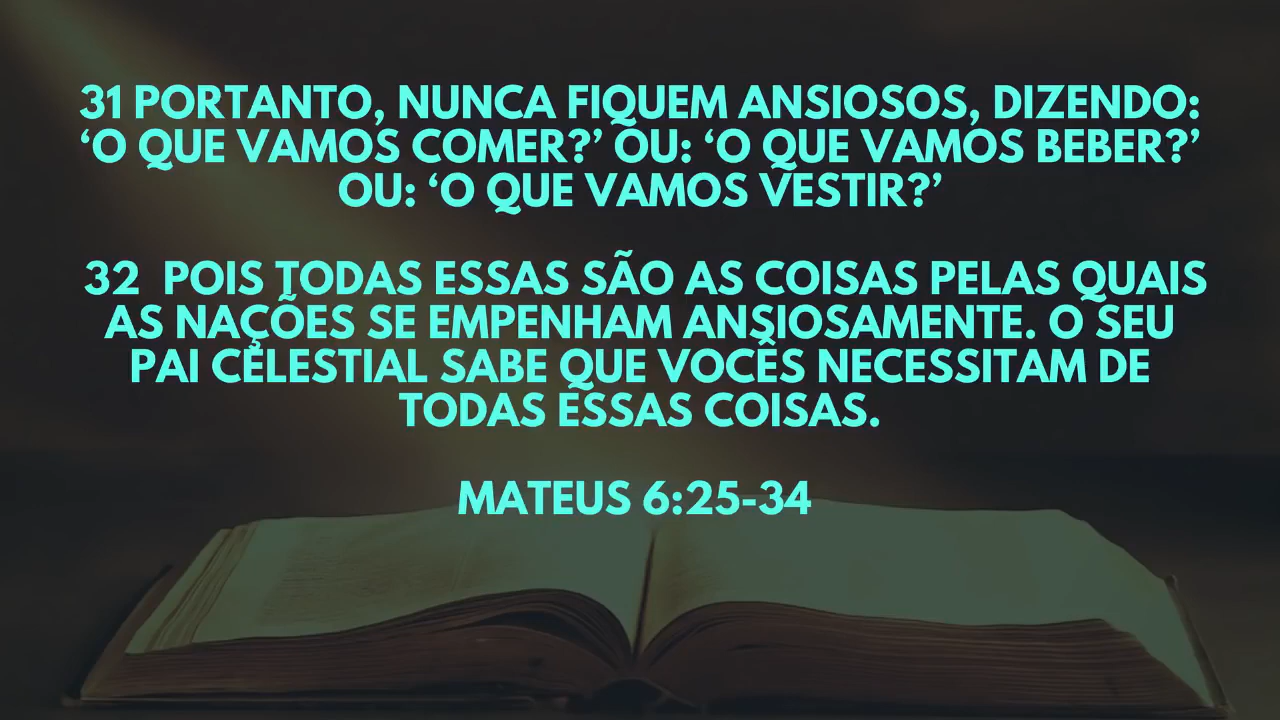 31 PORTANTO, NUNCA FIQUEM ANSIOSOS, DIZENDO:
‘O QUE VAMOS COMER?’ OU: ‘O QUE VAMOS BEBER?’
OU: ‘O QUE VAMOS VESTIR?’
32 POIS TODAS ESSAS SÃO AS COISAS PELAS QUAIS
AS NAÇÕES SE EMPENHAM ANSIOSAMENTE. O SEU
PAI CELESTIAL SABE QUE VOCÊS NECESSITAM DE
TODAS ESSAS COISAS.
MATEUS 6:25-34